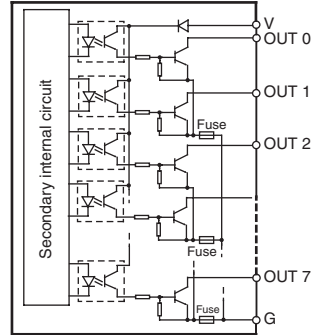 V
OUT 0
OUT 1
Fuse
OUT 2
Secondary internal circuit
Fuse
OUT 7
Fuse
G